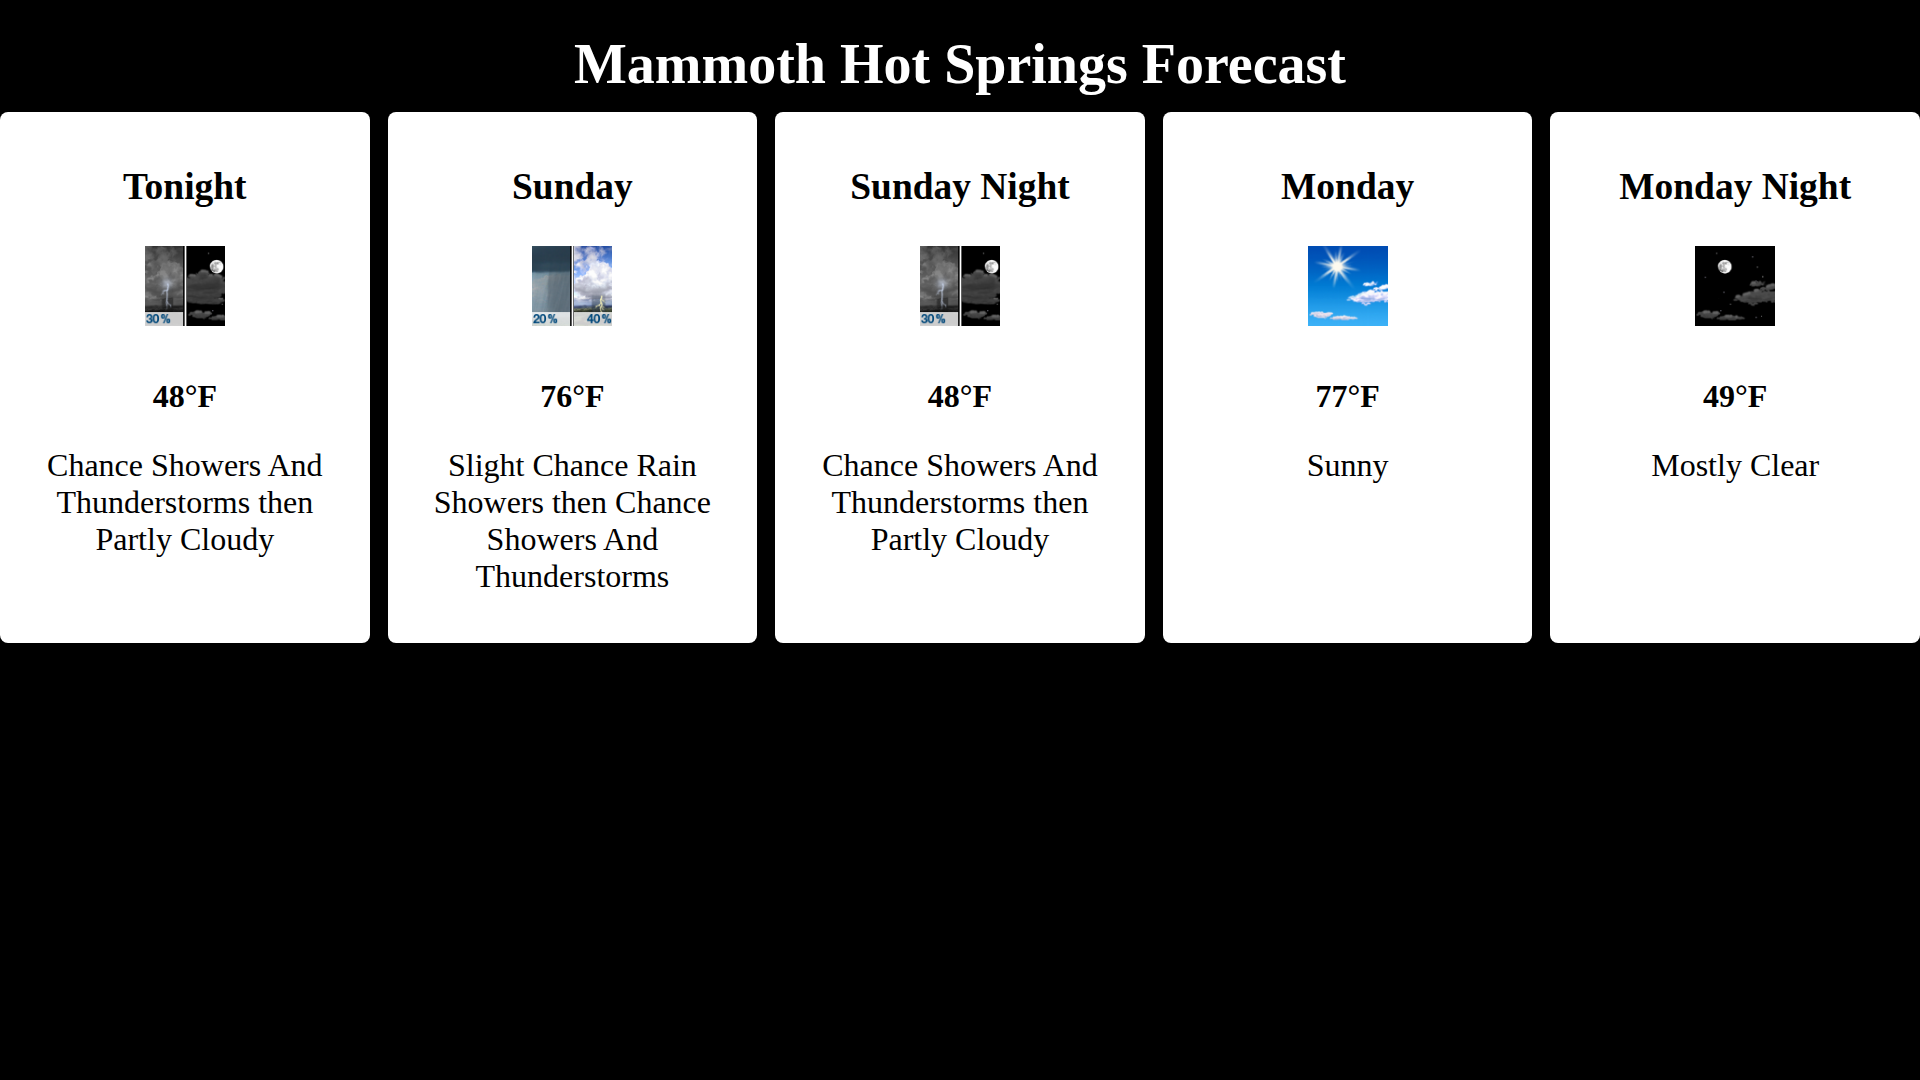 Mammoth Hot Springs Forecast
Tonight
30%
48°F
Chance Showers And
Thunderstorms then
Partly Cloudy
Sunday
20% 40%
76°F
Slight Chance Rain
Showers then Chance
Showers And
Thunderstorms
Sunday Night
30%
48°F
Chance Showers And
Thunderstorms then
Partly Cloudy
Monday
77°F
Sunny
Monday Night
49°F
Mostly Clear